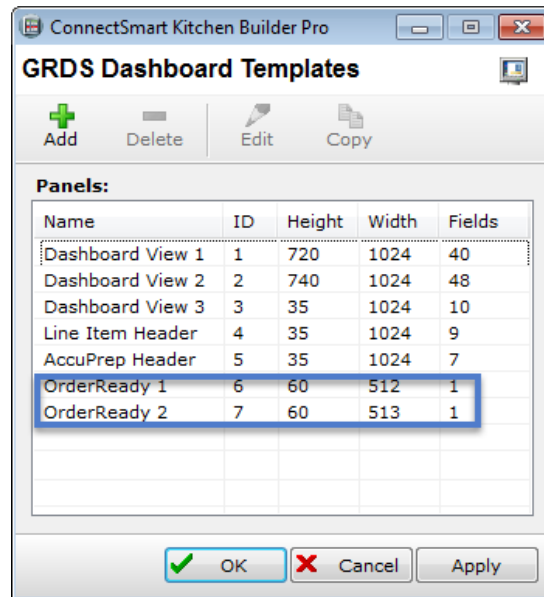 ConnectSmart Kitchen Builder Pro
GRDS Dashboard Templates
Add Delete Edit Copy
Panels:
Name ID Height Width Fields
Dashboard View 1 1 720 1024 40
Dashboard View 2 2 740 1024 48
Dashboard View 3 3 35 1024 10
Line Item Header 4 35 1024 9
AccuPrep Header 5 35 1024 7
OrderReady 1 6 60 512 1
OrderReady 2 7 60 513 1
OK Cancel Apply